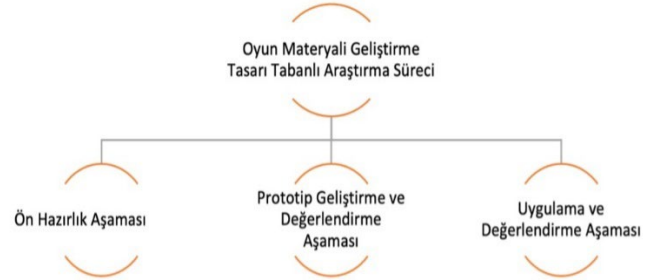 Oyun Materyali Geliştirme
Tasarı Tabanlı Araştırma Süreci
Ön Hazırlık Aşaması
Prototip Geliştirme ve
Değerlendirme
Aşaması
Uygulama ve
Değerlendirme Aşaması